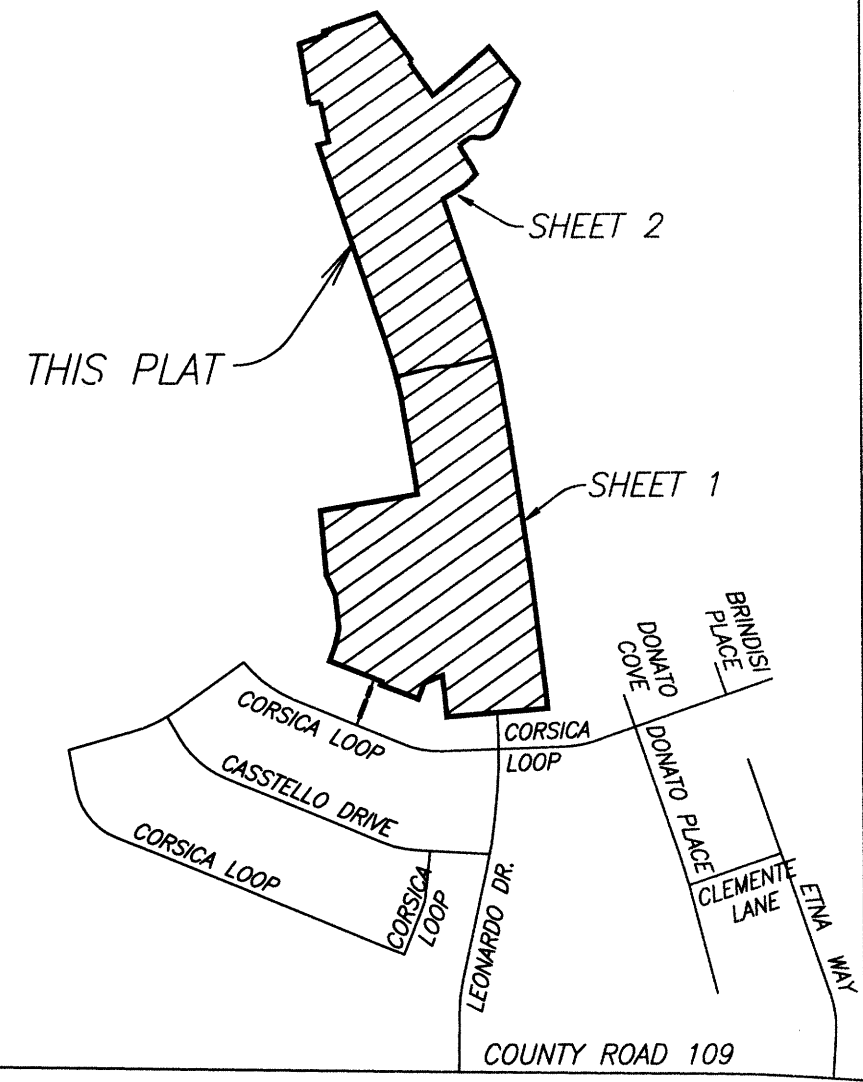 SHEET 2
THIS PLAT
SHEET 1
BRINDISI
PLACE
DONATO
COVE
CORSICA LOOP
CORSICA
LOOP
DONATO PLACE
CASSTELLO DRIVE
CORSICA LOOP
CORSICA
LOOP
CLEMENTE
LANE
ETNA WAY
LEONARDO DR.
COUNTY ROAD 109